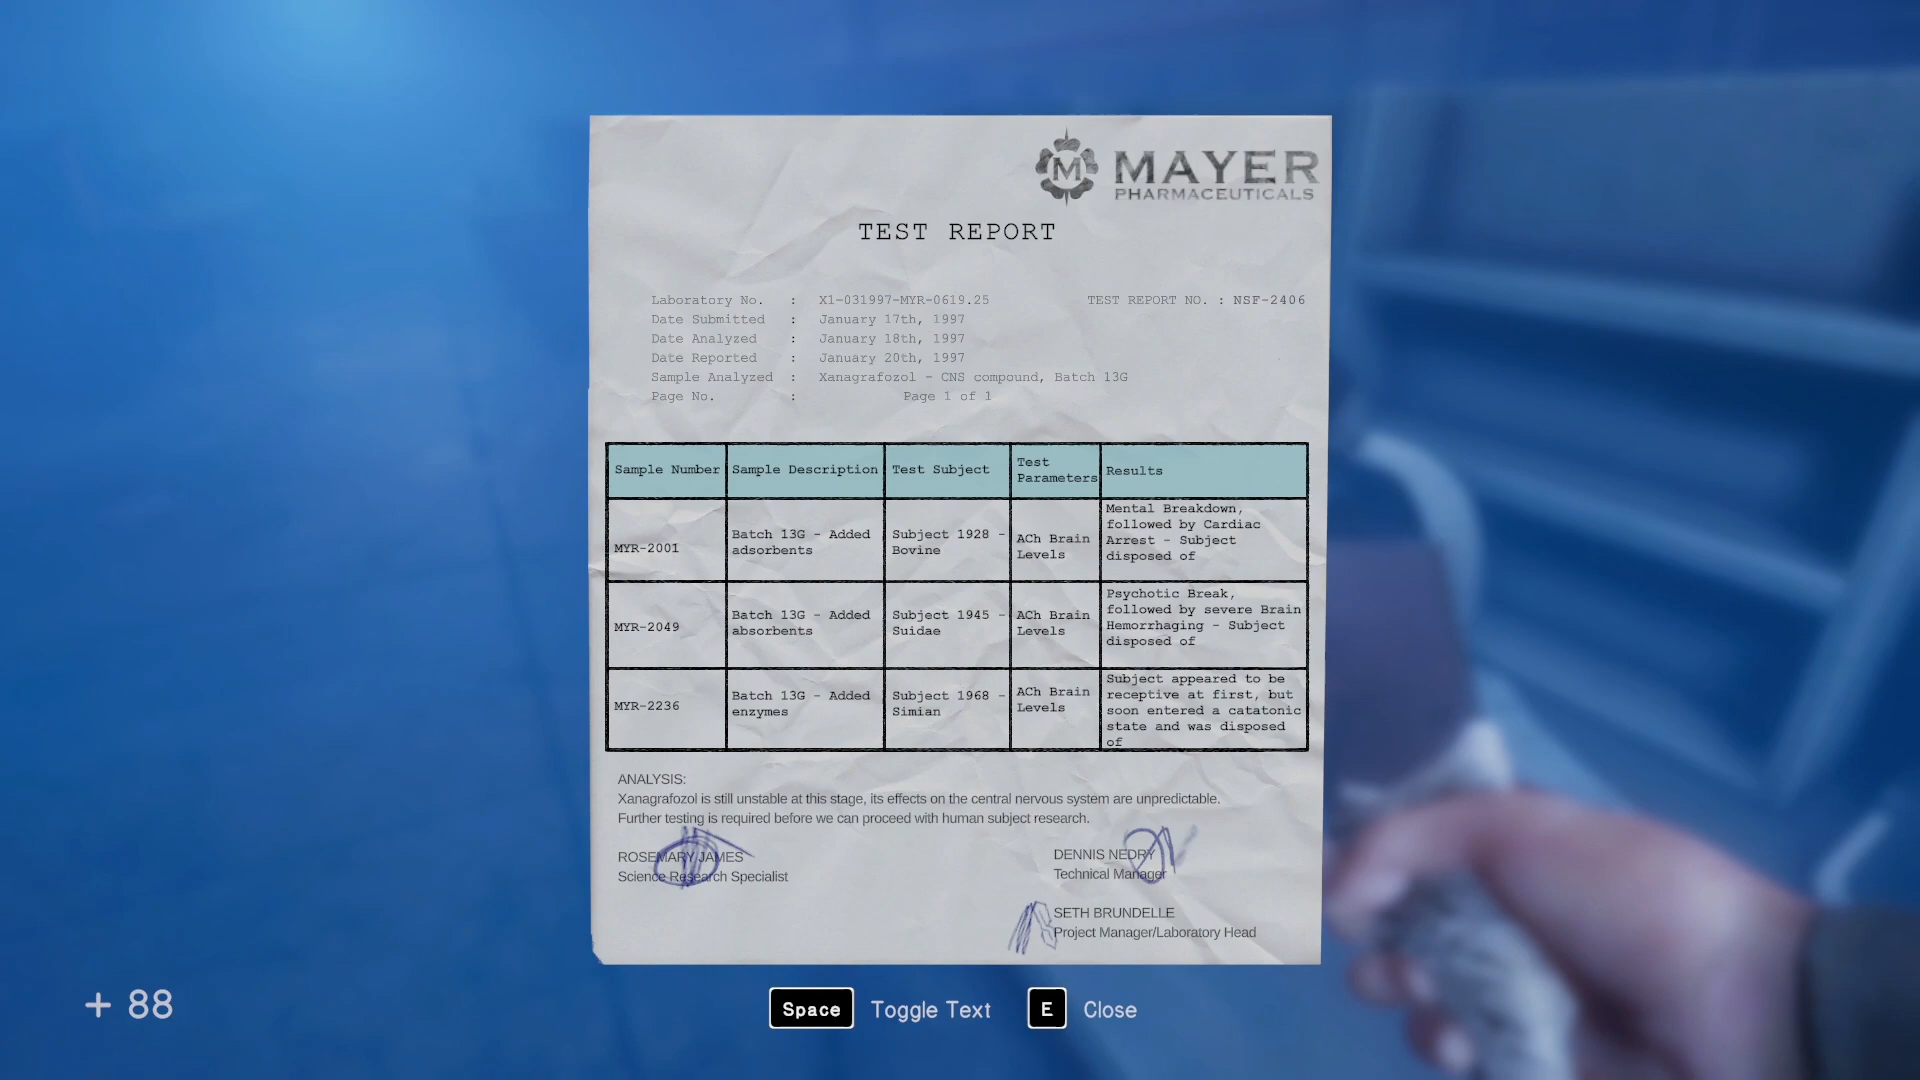 M MAYER
PHARMACEUTICALS
TEST REPORT
Laboratory No. : X1-031997-MYR-0619.25 TEST REPORT NO. : NSF-2406
Date Submitted : January 17th, 1997
Date Analyzed : January 18th, 1997
Date Reported : January 20th, 1997
Sample Analyzed : Xanagrafozol - CNS compound, Batch 13G
Page No. : Page 1 of 1
Sample Number
Sample Description
Test Subject
Test
Parameters
Results
MYR-2001
Batch 13G - Added
adsorbents
Subject 1928 -
Bovine
ACh Brain
Levels
Mental Breakdown,
followed by Cardiac
Arrest - Subject
disposed of
MYR-2049
Batch 13G - Added
absorbents
Subject 1945 -
Suidae
ACh Brain
Levels
Psychotic Break,
followed by severe Brain
Hemorrhaging - Subject
disposed of
MYR-2236
Batch 13G - Added
enzymes
Subject 1968 -
Simian
ACh Brain
Levels
Subject appeared to be
receptive at first, but
soon entered a catatonic
state and was disposed
of
ANALYSIS:
Xanagrafozol is still unstable at this stage, its effects on the central nervous system are unpredictable.
Further testing is required before we can proceed with human subject research.
ROSEMARY JAMES
Science Research Specialist
DENNIS NEDRY
Technical Manager
SETH BRUNDELLE
Project Manager/Laboratory Head
+ 88
Space Toggle Text E Close